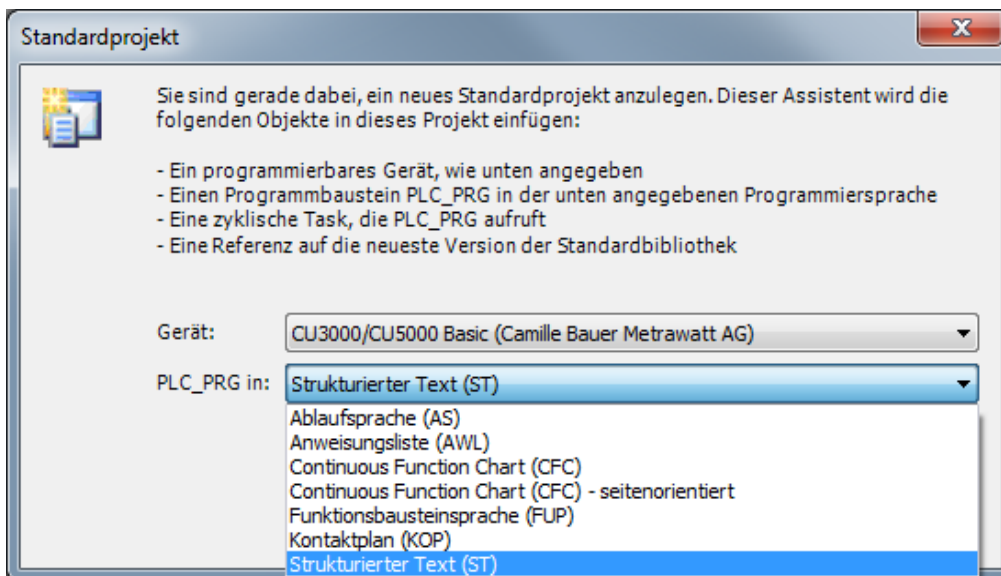 Standardprojekt
Sie sind gerade dabei, ein neues Standardprojekt anzulegen. Dieser Assistent wird die
folgenden Objekte in dieses Projekt einfügen:
- Ein programmierbares Gerät, wie unten angegeben
- Einen Programmbaustein PLC_PRG in der unten angegebenen Programmiersprache
- Eine zyklische Task, die PLC_PRG aufruft
- Eine Referenz auf die neueste Version der Standardbibliothek
Gerät: CU3000/CU5000 Basic (Camille Bauer Metrawatt AG)
PLC_PRG in: Strukturierter Text (ST)
Ablaufsprache (AS)
Anweisungsliste (AWL)
Continuous Function Chart (CFC)
Continuous Function Chart (CFC) - seitenorientiert
Funktionsbausteinsprache (FUP)
Kontaktplan (KOP)
Strukturierter Text (ST)